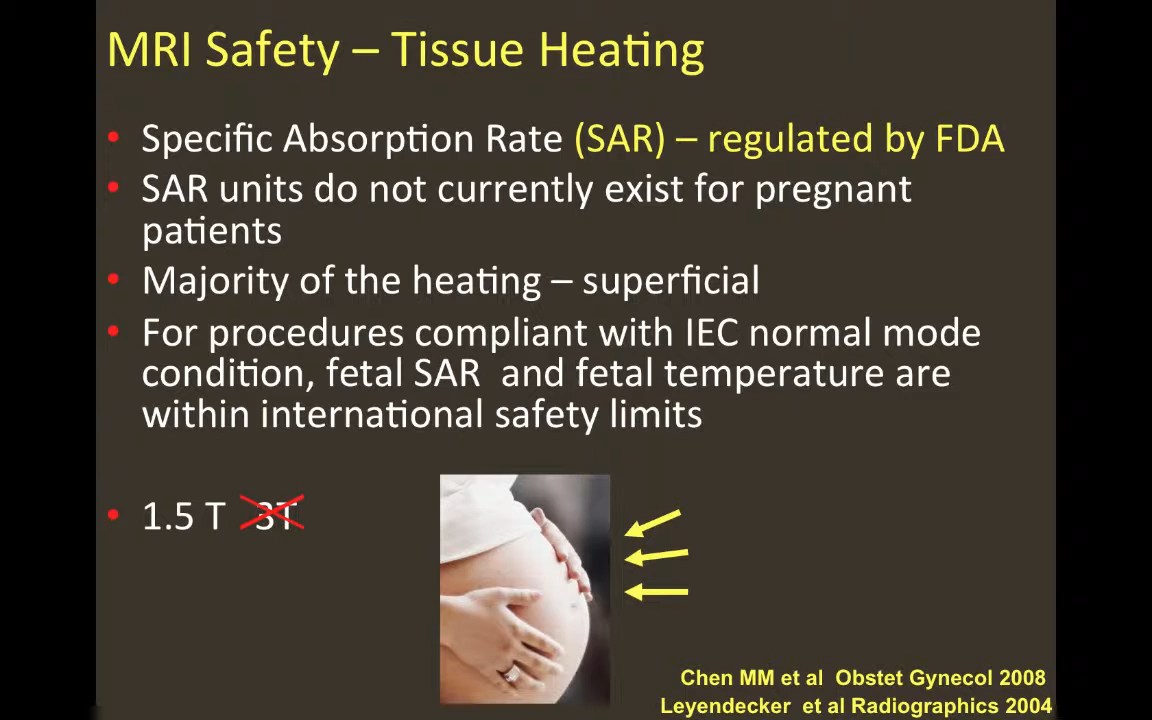 MRI Safety – Tissue Heating
• Specific Absorption Rate (SAR) – regulated by FDA
• SAR units do not currently exist for pregnant
patients
• Majority of the heating – superficial
• For procedures compliant with IEC normal mode
condition, fetal SAR and fetal temperature are
within international safety limits
• 1.5 T 3T
Chen MM et al Obstet Gynecol 2008
Leyendecker et al Radiographics 2004